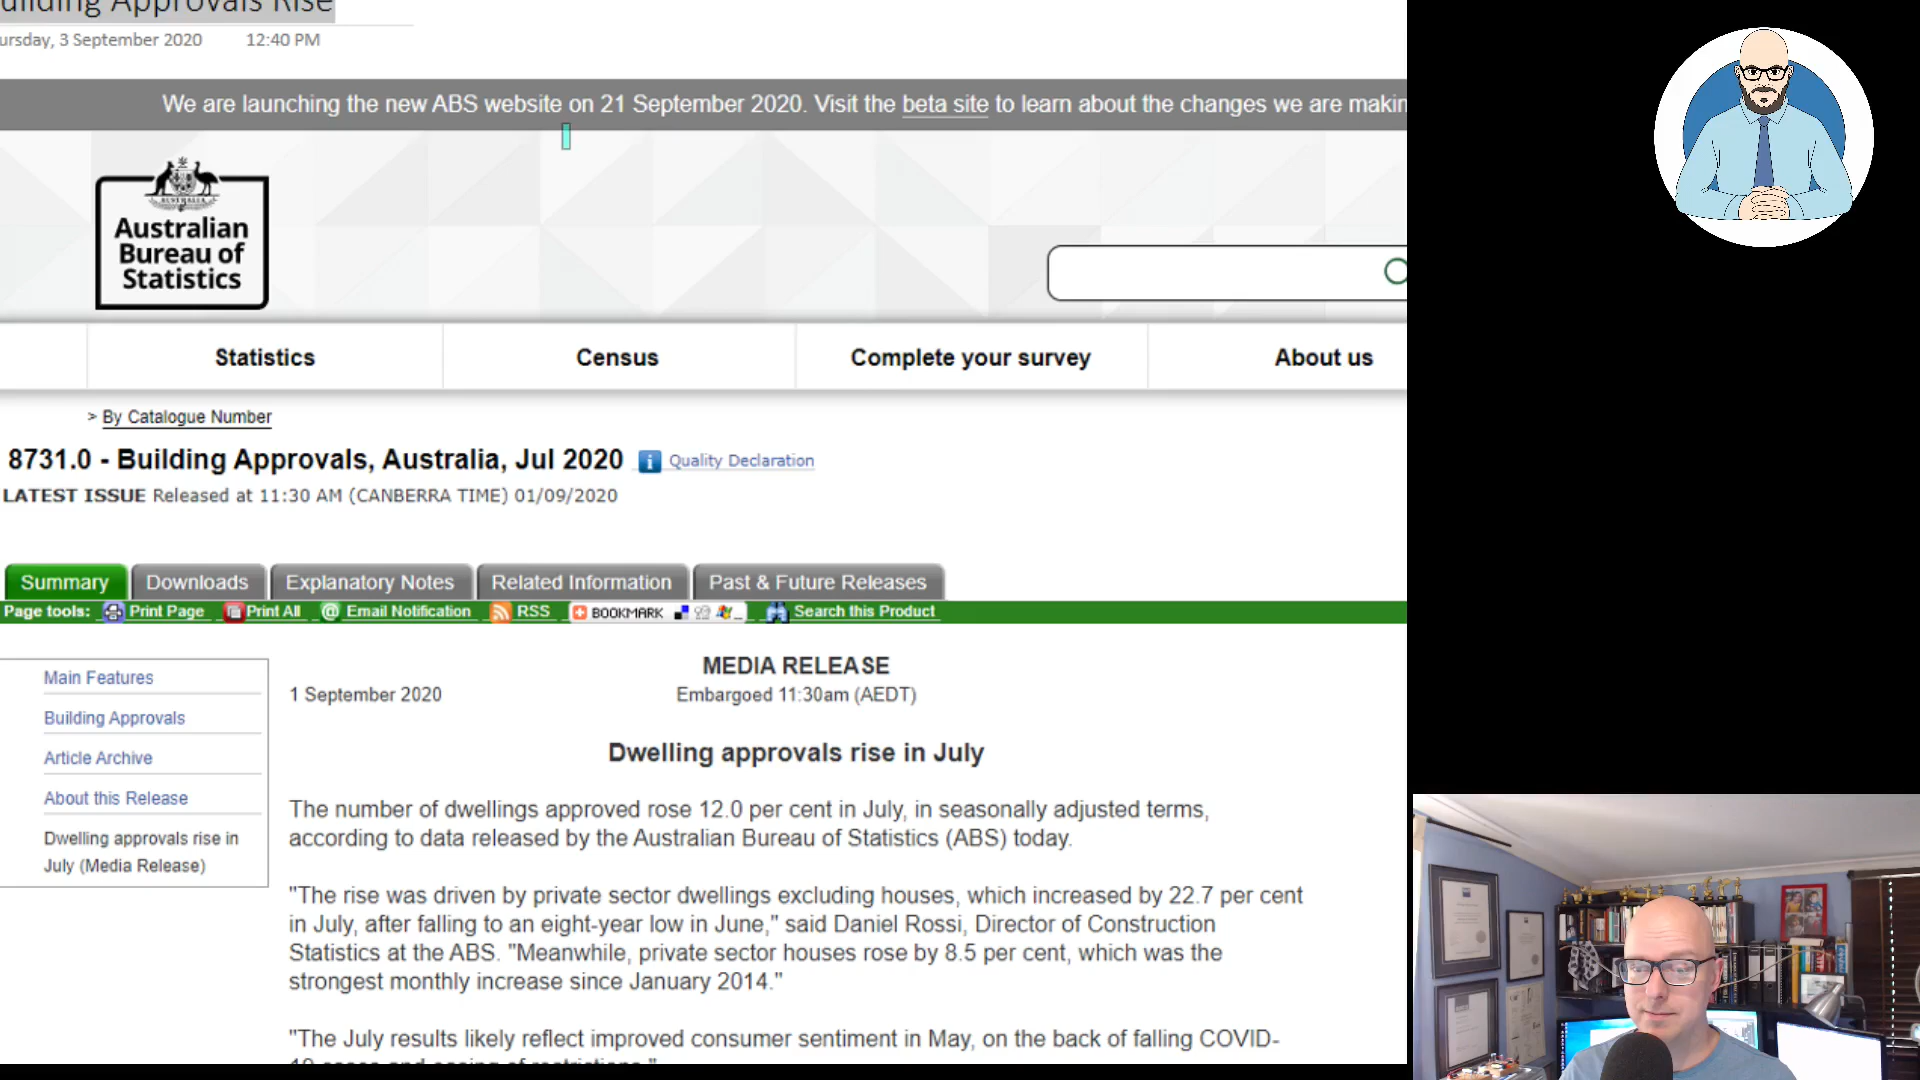 Building Approvals Rise
Thursday, 3 September 2020 12:40 PM
We are launching the new ABS website on 21 September 2020. Visit the beta site to learn about the changes we are makin
AUSTRALIA
Australian
Bureau of
Statistics
Statistics Census Complete your survey About us
> By Catalogue Number
8731.0 - Building Approvals, Australia, Jul 2020 i Quality Declaration
LATEST ISSUE Released at 11:30 AM (CANBERRA TIME) 01/09/2020
Summary Downloads Explanatory Notes Related Information Past & Future Releases
Page tools: Print Page Print All @ Email Notification RSS BOOKMARK Search this Product
Main Features
Building Approvals
Article Archive
About this Release
Dwelling approvals rise in
July (Media Release)
MEDIA RELEASE
1 September 2020 Embargoed 11:30am (AEDT)
Dwelling approvals rise in July
The number of dwellings approved rose 12.0 per cent in July, in seasonally adjusted terms,
according to data released by the Australian Bureau of Statistics (ABS) today.
"The rise was driven by private sector dwellings excluding houses, which increased by 22.7 per cent
in July, after falling to an eight-year low in June," said Daniel Rossi, Director of Construction
Statistics at the ABS. "Meanwhile, private sector houses rose by 8.5 per cent, which was the
strongest monthly increase since January 2014."
"The July results likely reflect improved consumer sentiment in May, on the back of falling COVID-
19 cases and easing of restrictions."